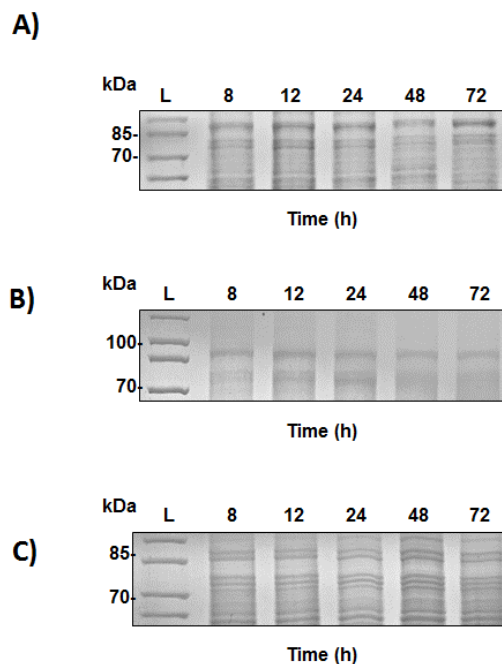 A)
kDa L 8 12 24 48 72
85-
70-
Time (h)
B)
kDa L 8 12 24 48 72
100-
70-
Time (h)
C)
kDa L 8 12 24 48 72
85-
70-
Time (h)